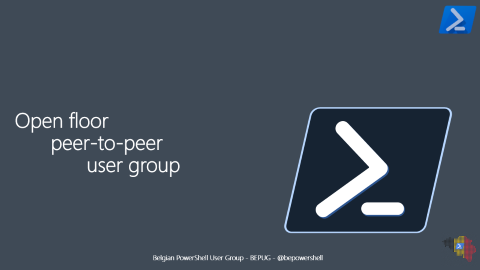 Open floor
peer-to-peer
user group
Belgian PowerShell User Group - BEPUG - @bepowershell